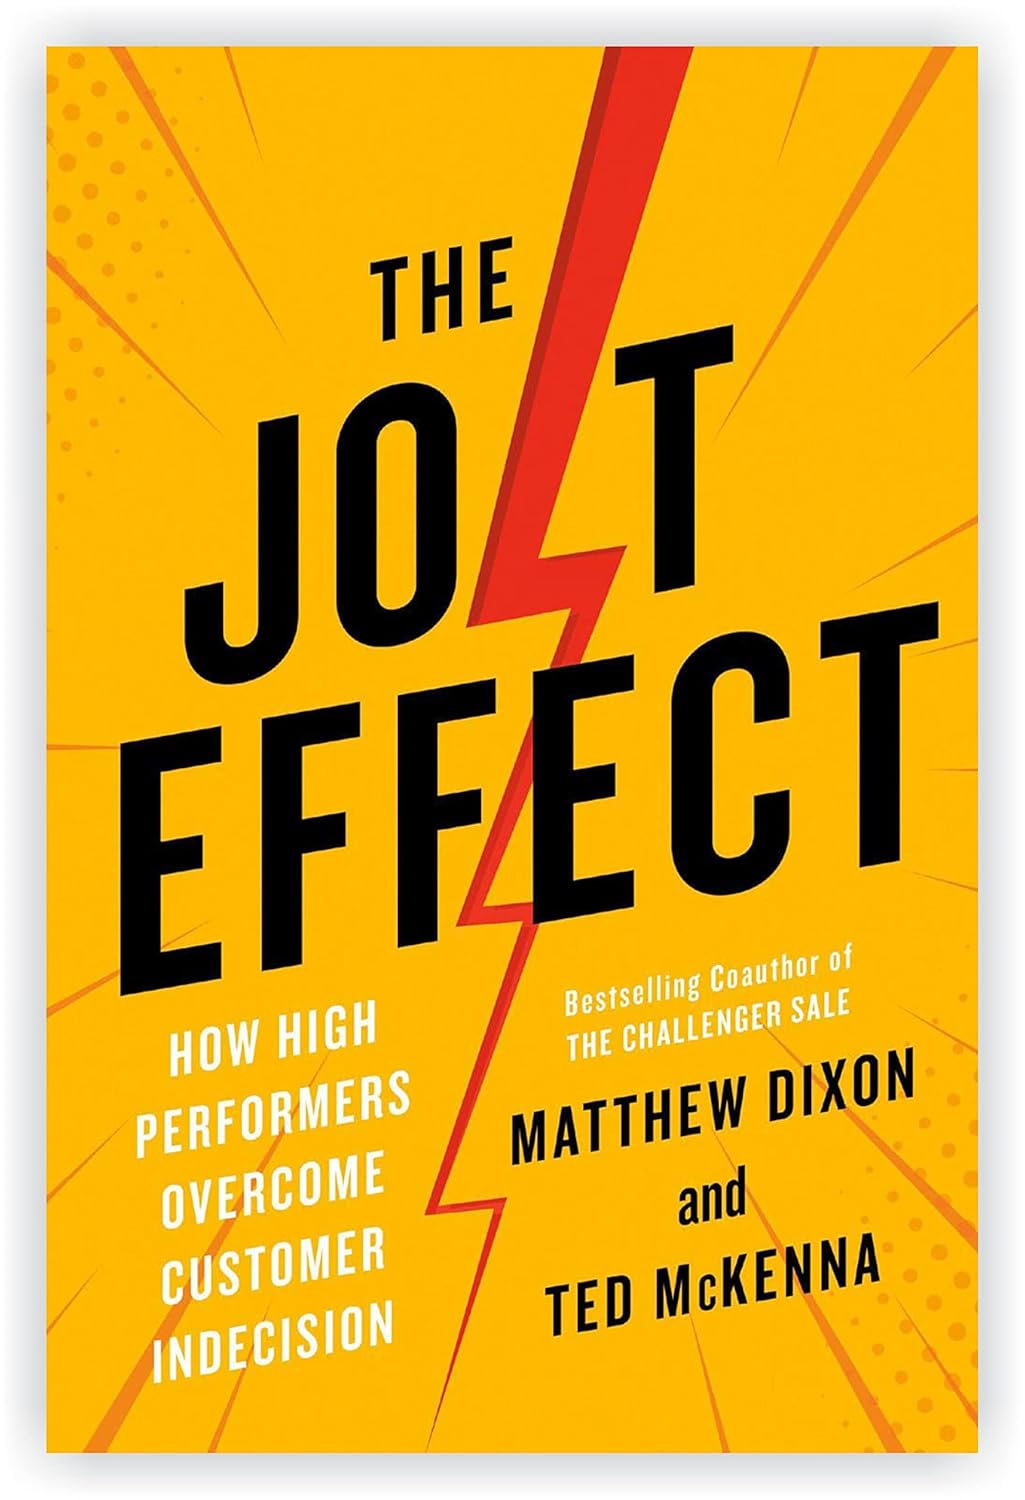 THE
JOLT
EFFECT
HOW HIGH
PERFORMERS
OVERCOME
CUSTOMER
INDECISION
Bestselling Coauthor of
THE CHALLENGER SALE
MATTHEW DIXON
and
TED McKENNA